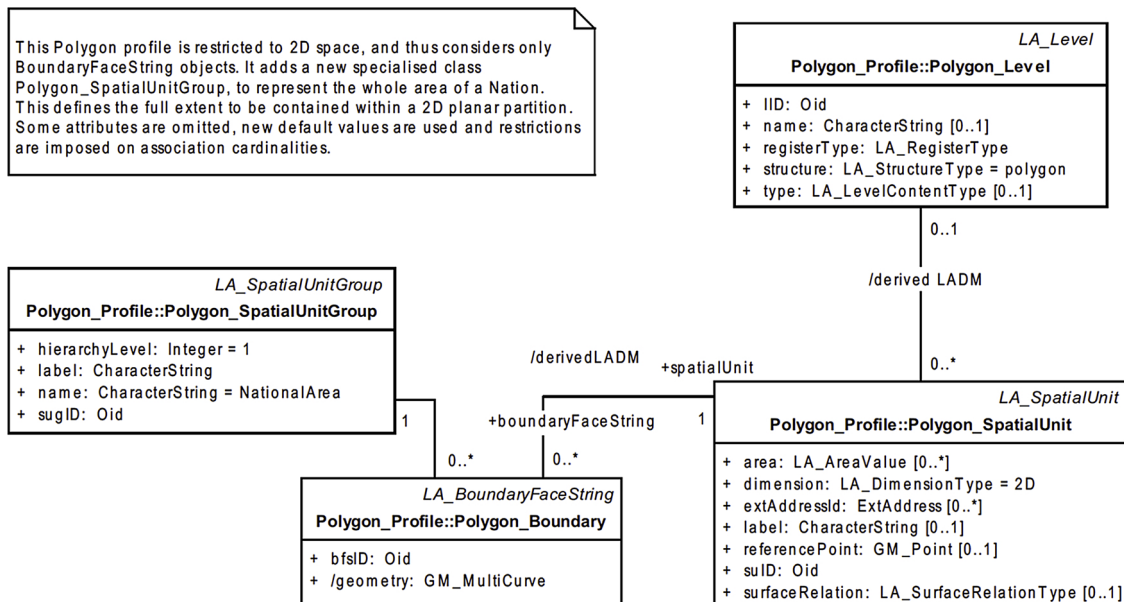 This Polygon profile is restricted to 2D space, and thus considers only
BoundaryFaceString objects. It adds a new specialised class
Polygon_SpatialUnitGroup, to represent the whole area of a Nation.
This defines the full extent to be contained within a 2D planar partition.
Some attributes are omitted, new default values are used and restrictions
are imposed on association cardinalities.
LA_Level
Polygon_Profile::Polygon_Level
+ lID: Oid
+ name: CharacterString [0..1]
+ registerType: LA_RegisterType
+ structure: LA_StructureType = polygon
+ type: LA_LevelContentType [0..1]
0..1
/derived LADM
0..*
LA_SpatialUnitGroup
Polygon_Profile::Polygon_SpatialUnitGroup
+ hierarchyLevel: Integer = 1
+ label: CharacterString
+ name: CharacterString = NationalArea
+ sugID: Oid
/derivedLADM
+spatialUnit
+boundaryFaceString
1
1
0..*
0..*
LA_BoundaryFaceString
Polygon_Profile::Polygon_Boundary
+ bfsID: Oid
+ /geometry: GM_MultiCurve
LA_SpatialUnit
Polygon_Profile::Polygon_SpatialUnit
+ area: LA_AreaValue [0..*]
+ dimension: LA_DimensionType = 2D
+ extAddressId: ExtAddress [0..*]
+ label: CharacterString [0..1]
+ referencePoint: GM_Point [0..1]
+ suID: Oid
+ surfaceRelation: LA_SurfaceRelationType [0..1]